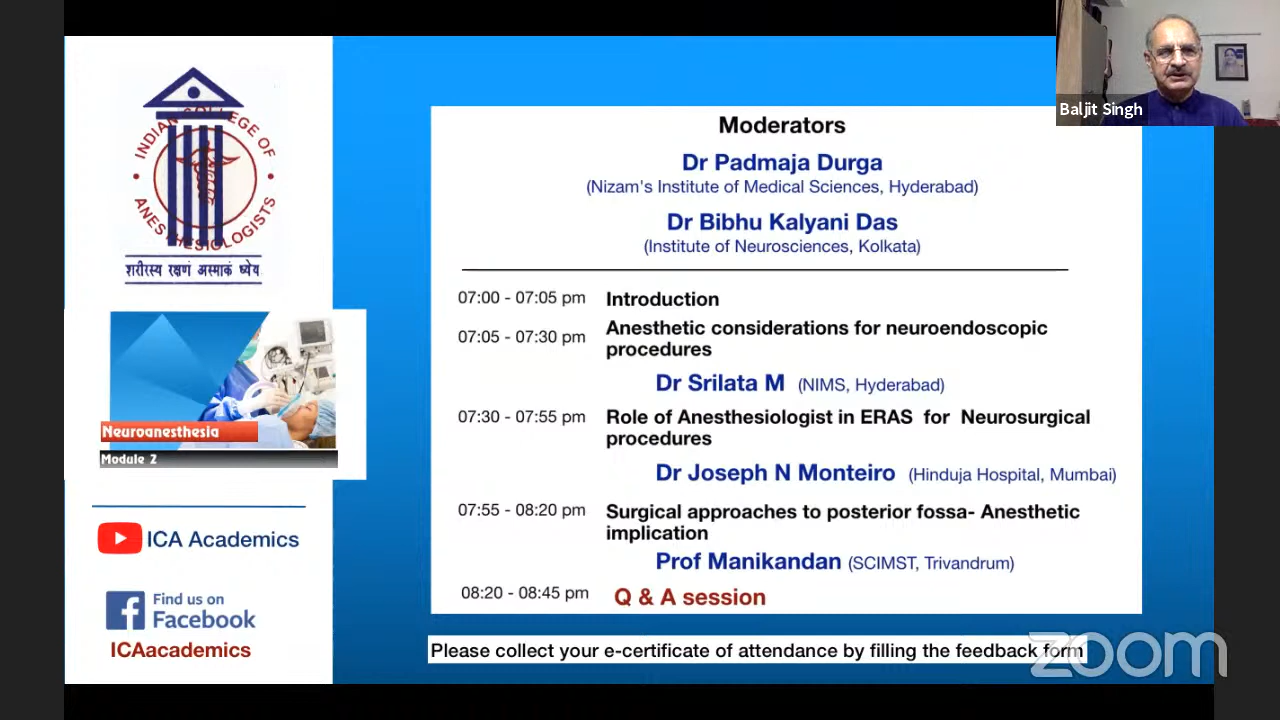 INDIAN COLLEGE OF
ANESTHESIOLOGISTS
शरीरस्य रक्षणं अस्माकं ध्येय
Neuroanesthesia
Module 2
ICA Academics
Find us on
Facebook
ICAacademics
Baljit Singh
Moderators
Dr Padmaja Durga
(Nizam's Institute of Medical Sciences, Hyderabad)
Dr Bibhu Kalyani Das
(Institute of Neurosciences, Kolkata)
07:00 - 07:05 pm Introduction
07:05 - 07:30 pm Anesthetic considerations for neuroendoscopic
procedures
Dr Srilata M (NIMS, Hyderabad)
07:30 - 07:55 pm Role of Anesthesiologist in ERAS for Neurosurgical
procedures
Dr Joseph N Monteiro (Hinduja Hospital, Mumbai)
07:55 - 08:20 pm Surgical approaches to posterior fossa- Anesthetic
implication
Prof Manikandan (SCIMST, Trivandrum)
08:20 - 08:45 pm Q & A session
Please collect your e-certificate of attendance by filling the feedback form
zoom